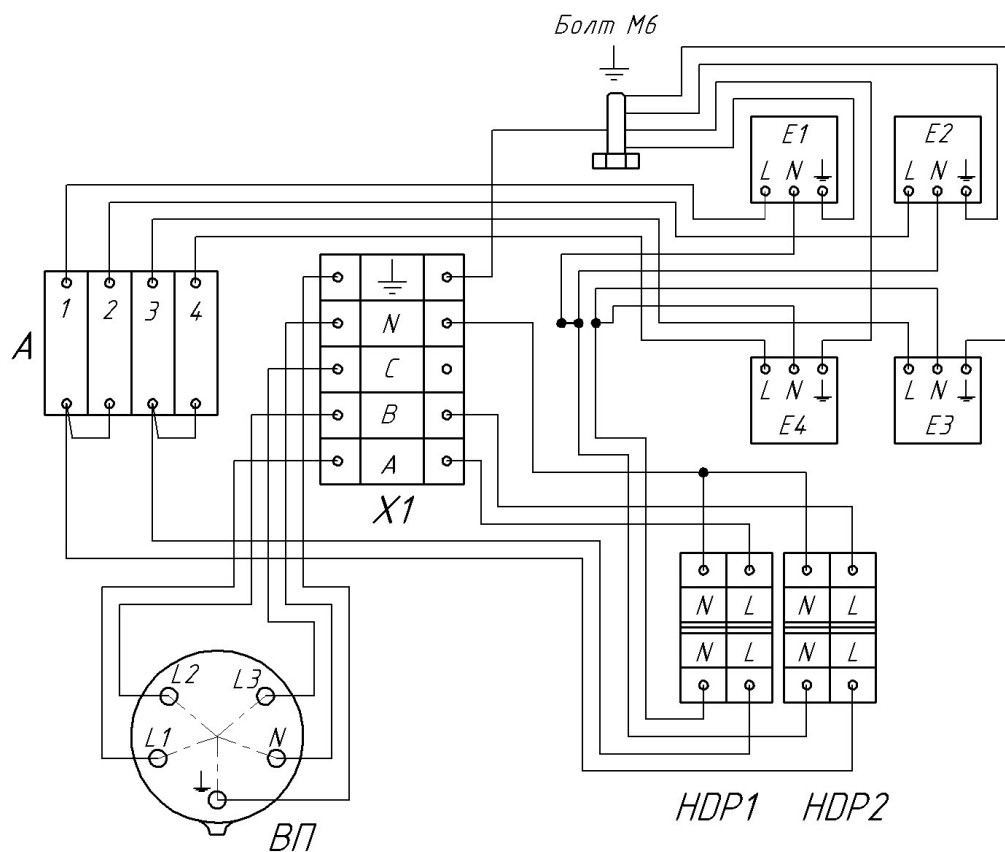 Болт М6
E1
L N
E2
L N
1 2 3 4
A
N
C
B
A
X1
L N
E4
L N
E3
N L
N L
N L
N L
L2 L3
L1 N
ВП
HDP1
HDP2